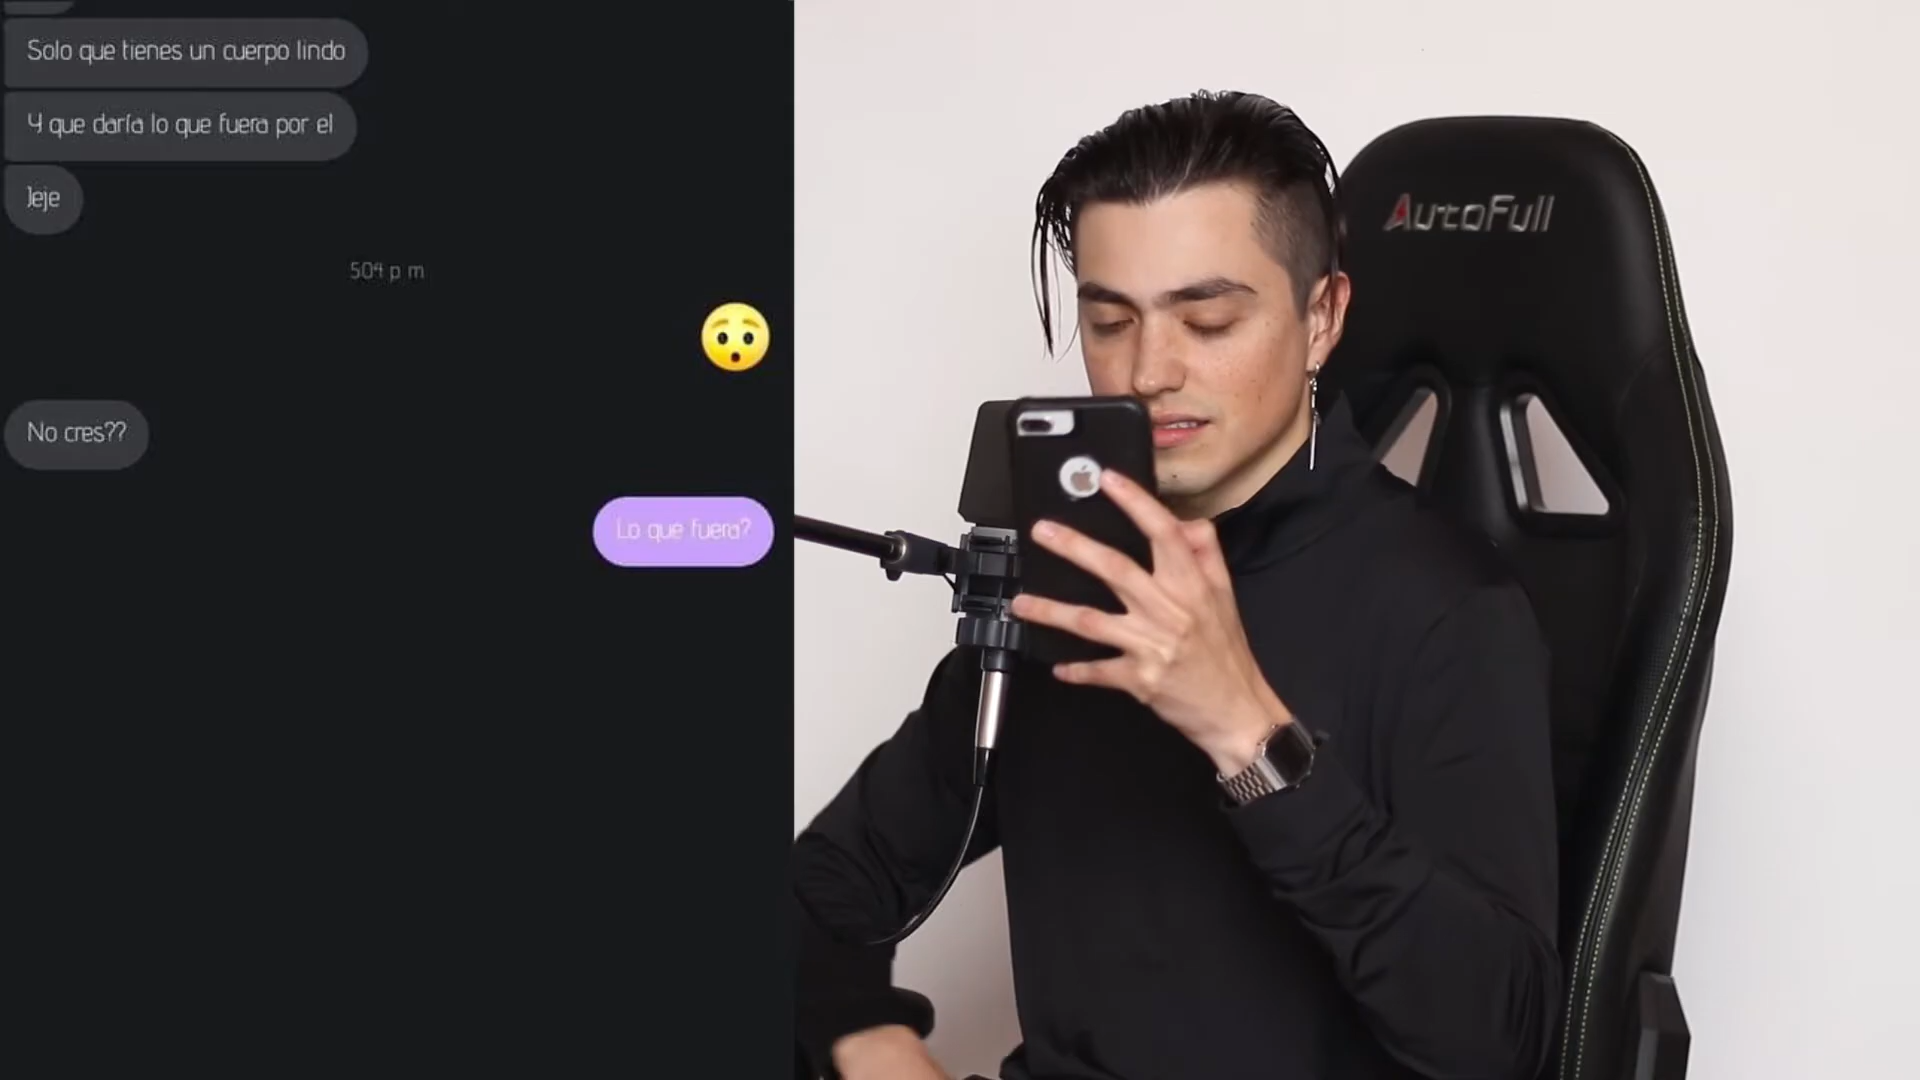 Solo que tienes un cuerpo lindo
Y que daría lo que fuera por el
Jeje
5:04 p m
No cres??
Lo que fuera?
AutoFull